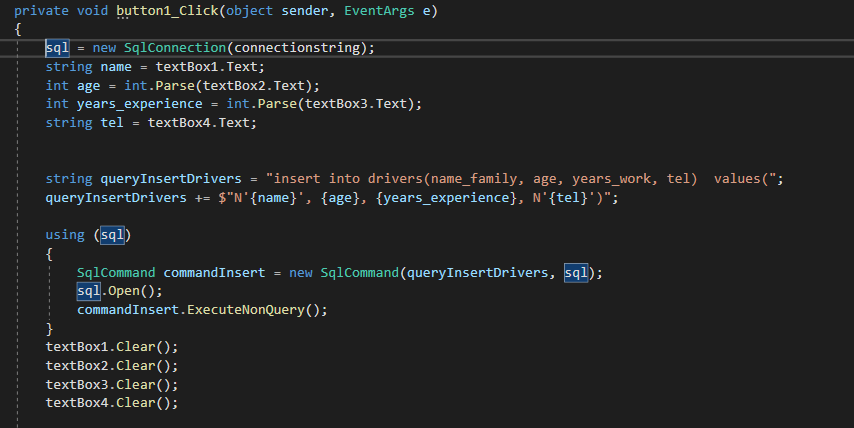 private void button1_Click(object sender, EventArgs e)
{
sql = new SqlConnection(connectionstring);
string name = textBox1.Text;
int age = int.Parse(textBox2.Text);
int years_experience = int.Parse(textBox3.Text);
string tel = textBox4.Text;
string queryInsertDrivers = "insert into drivers(name_family, age, years_work, tel)  values(";
queryInsertDrivers += $"N'{name}', {age}, {years_experience}, N'{tel}')";
using (sql)
{
SqlCommand commandInsert = new SqlCommand(queryInsertDrivers, sql);
sql.Open();
commandInsert.ExecuteNonQuery();
}
textBox1.Clear();
textBox2.Clear();
textBox3.Clear();
textBox4.Clear();